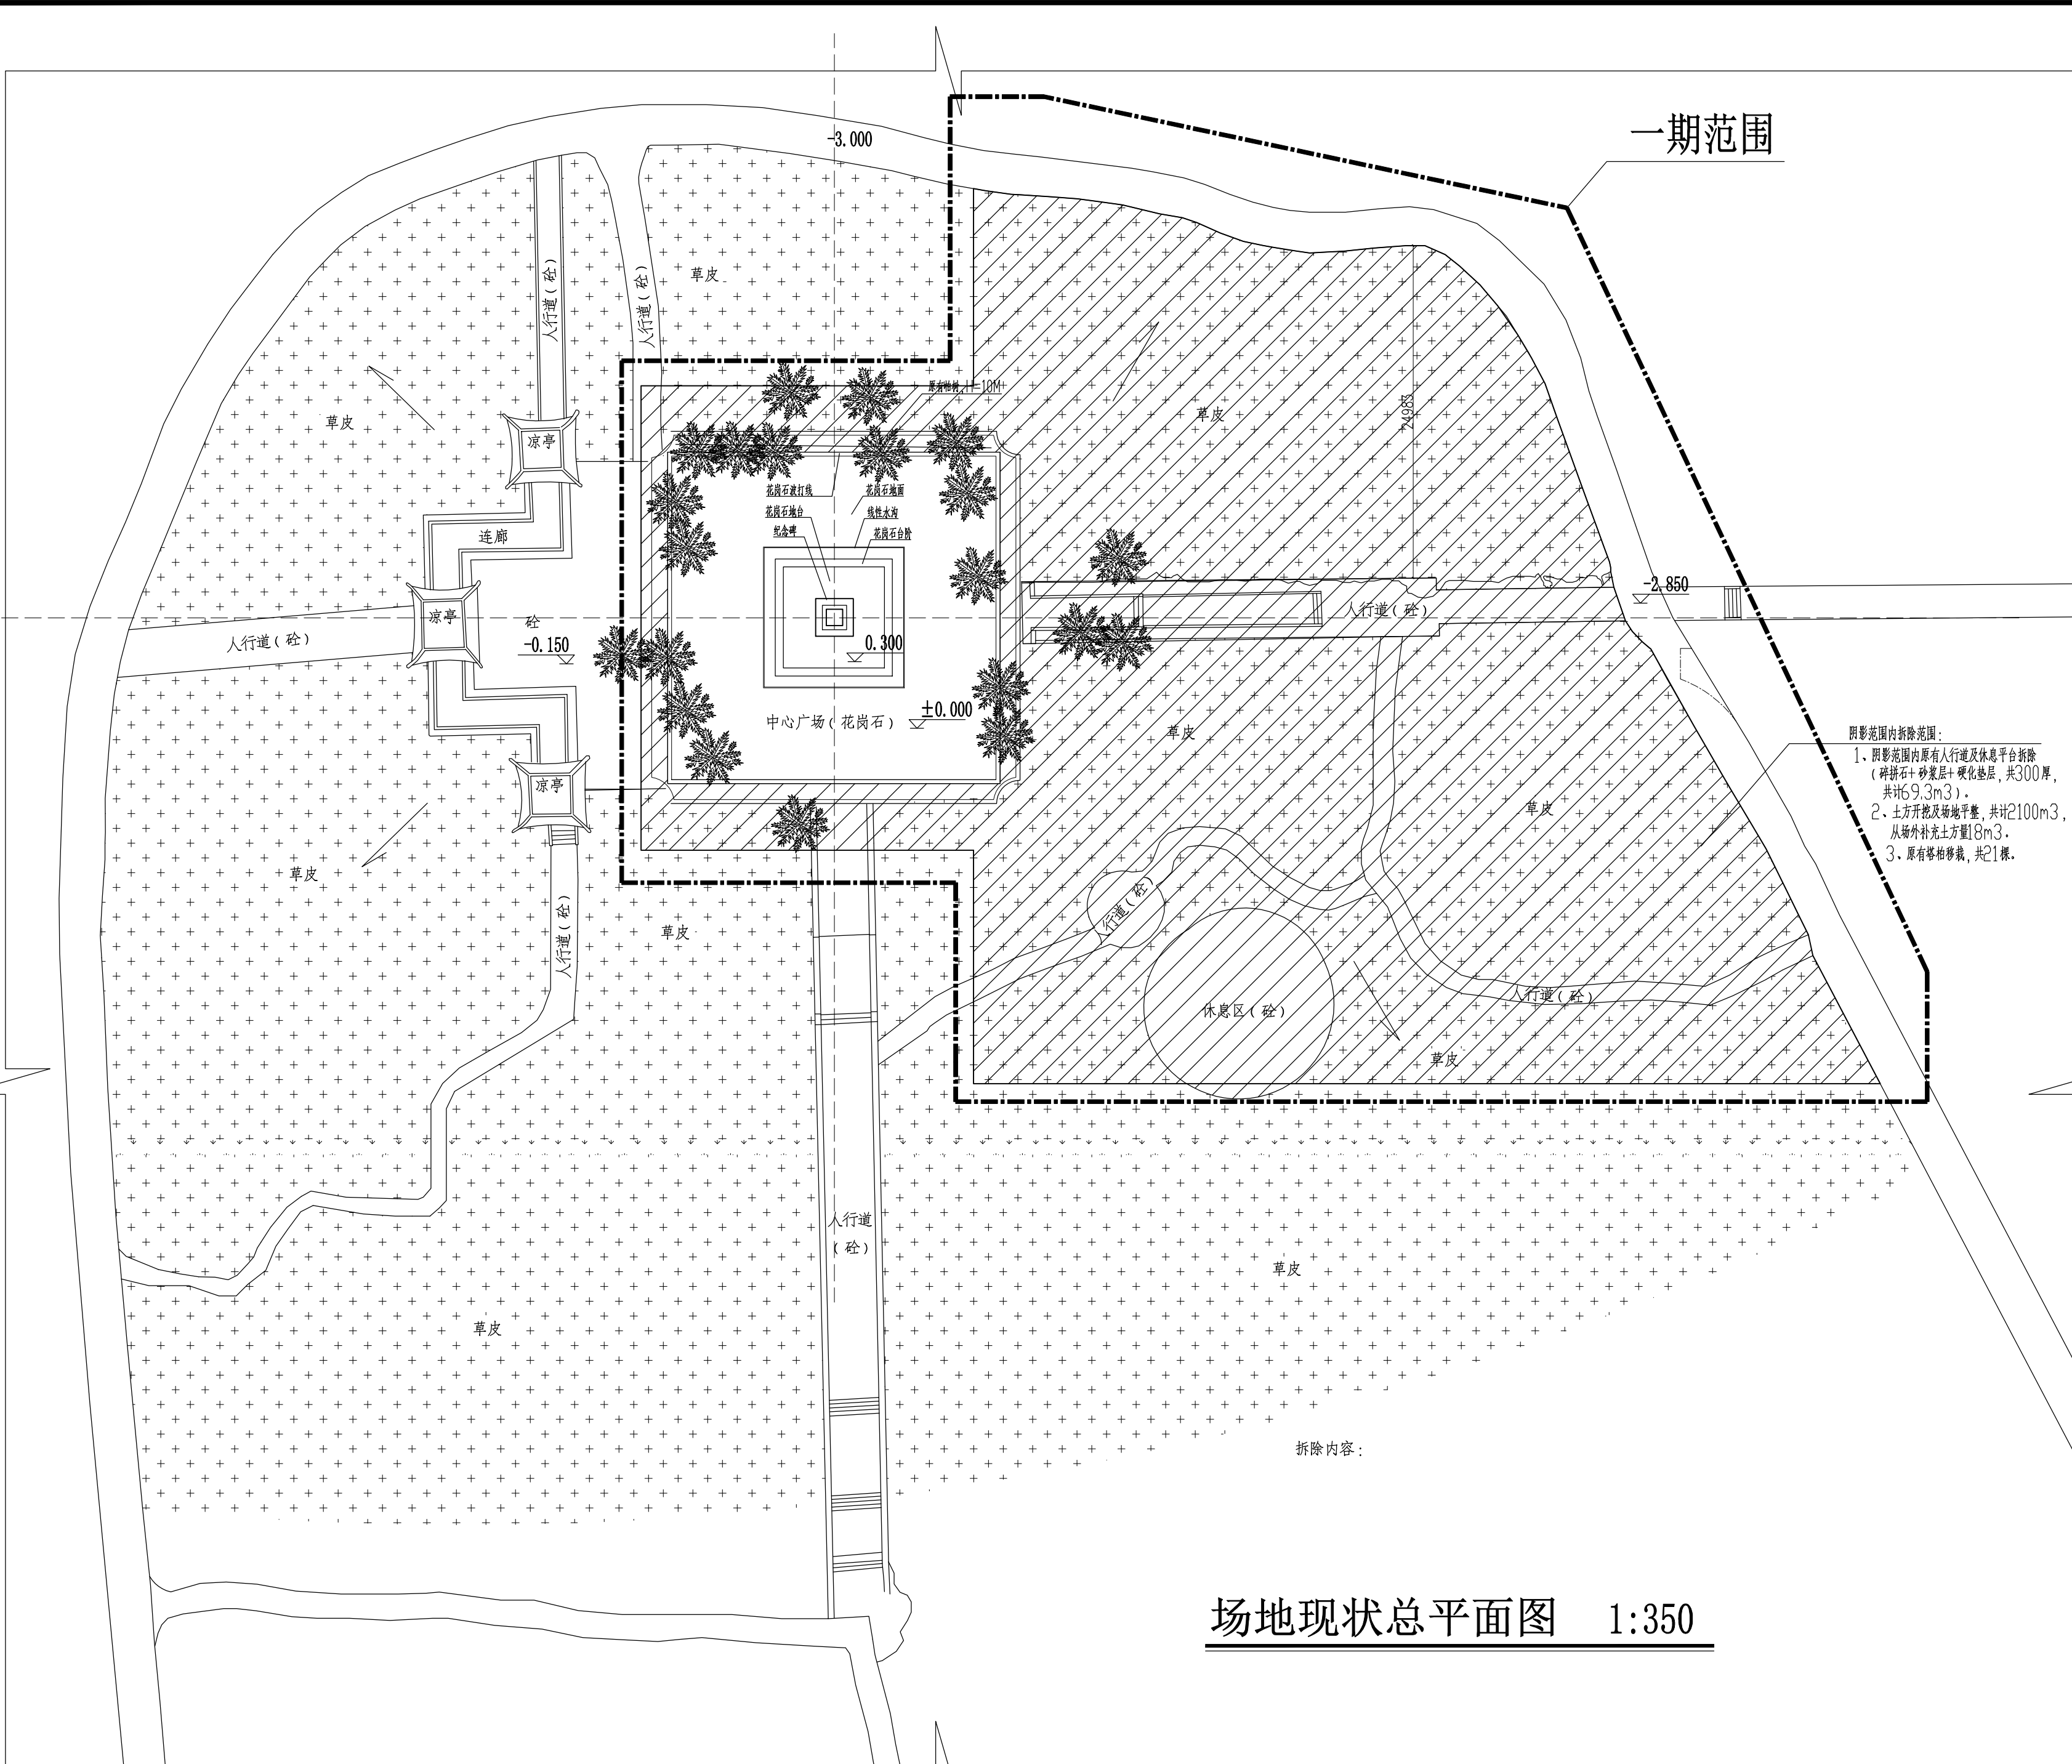 一期范围
-3.000
人行道(砼)
人行道(砼)
草皮
原有柏树,H=10M
草皮
草皮
24983
凉亭
花岗石波打线
花岗石地面
花岗石地台
线性水沟
纪念碑
花岗石台阶
连廊
-2.850
人行道(砼)
凉亭
砼
人行道(砼)
-0.150
0.300
±0.000
中心广场(花岗石)
草皮
阴影范围内拆除范围:
1、阴影范围内原有人行道及休息平台拆除
(碎拼石+砂浆层+硬化垫层,共300厚,
共计69.3m3)。
2、土方开挖及场地平整,共计2100m3,
从场外补充土方量18m3.
3、原有塔柏移栽,共21棵。
凉亭
草皮
草皮
人行道(砼)
草皮
人行道(砼)
人行道(砼)
休息区(砼)
草皮
人行道
(砼)
草皮
草皮
拆除内容:
场地现状总平面图 1:350